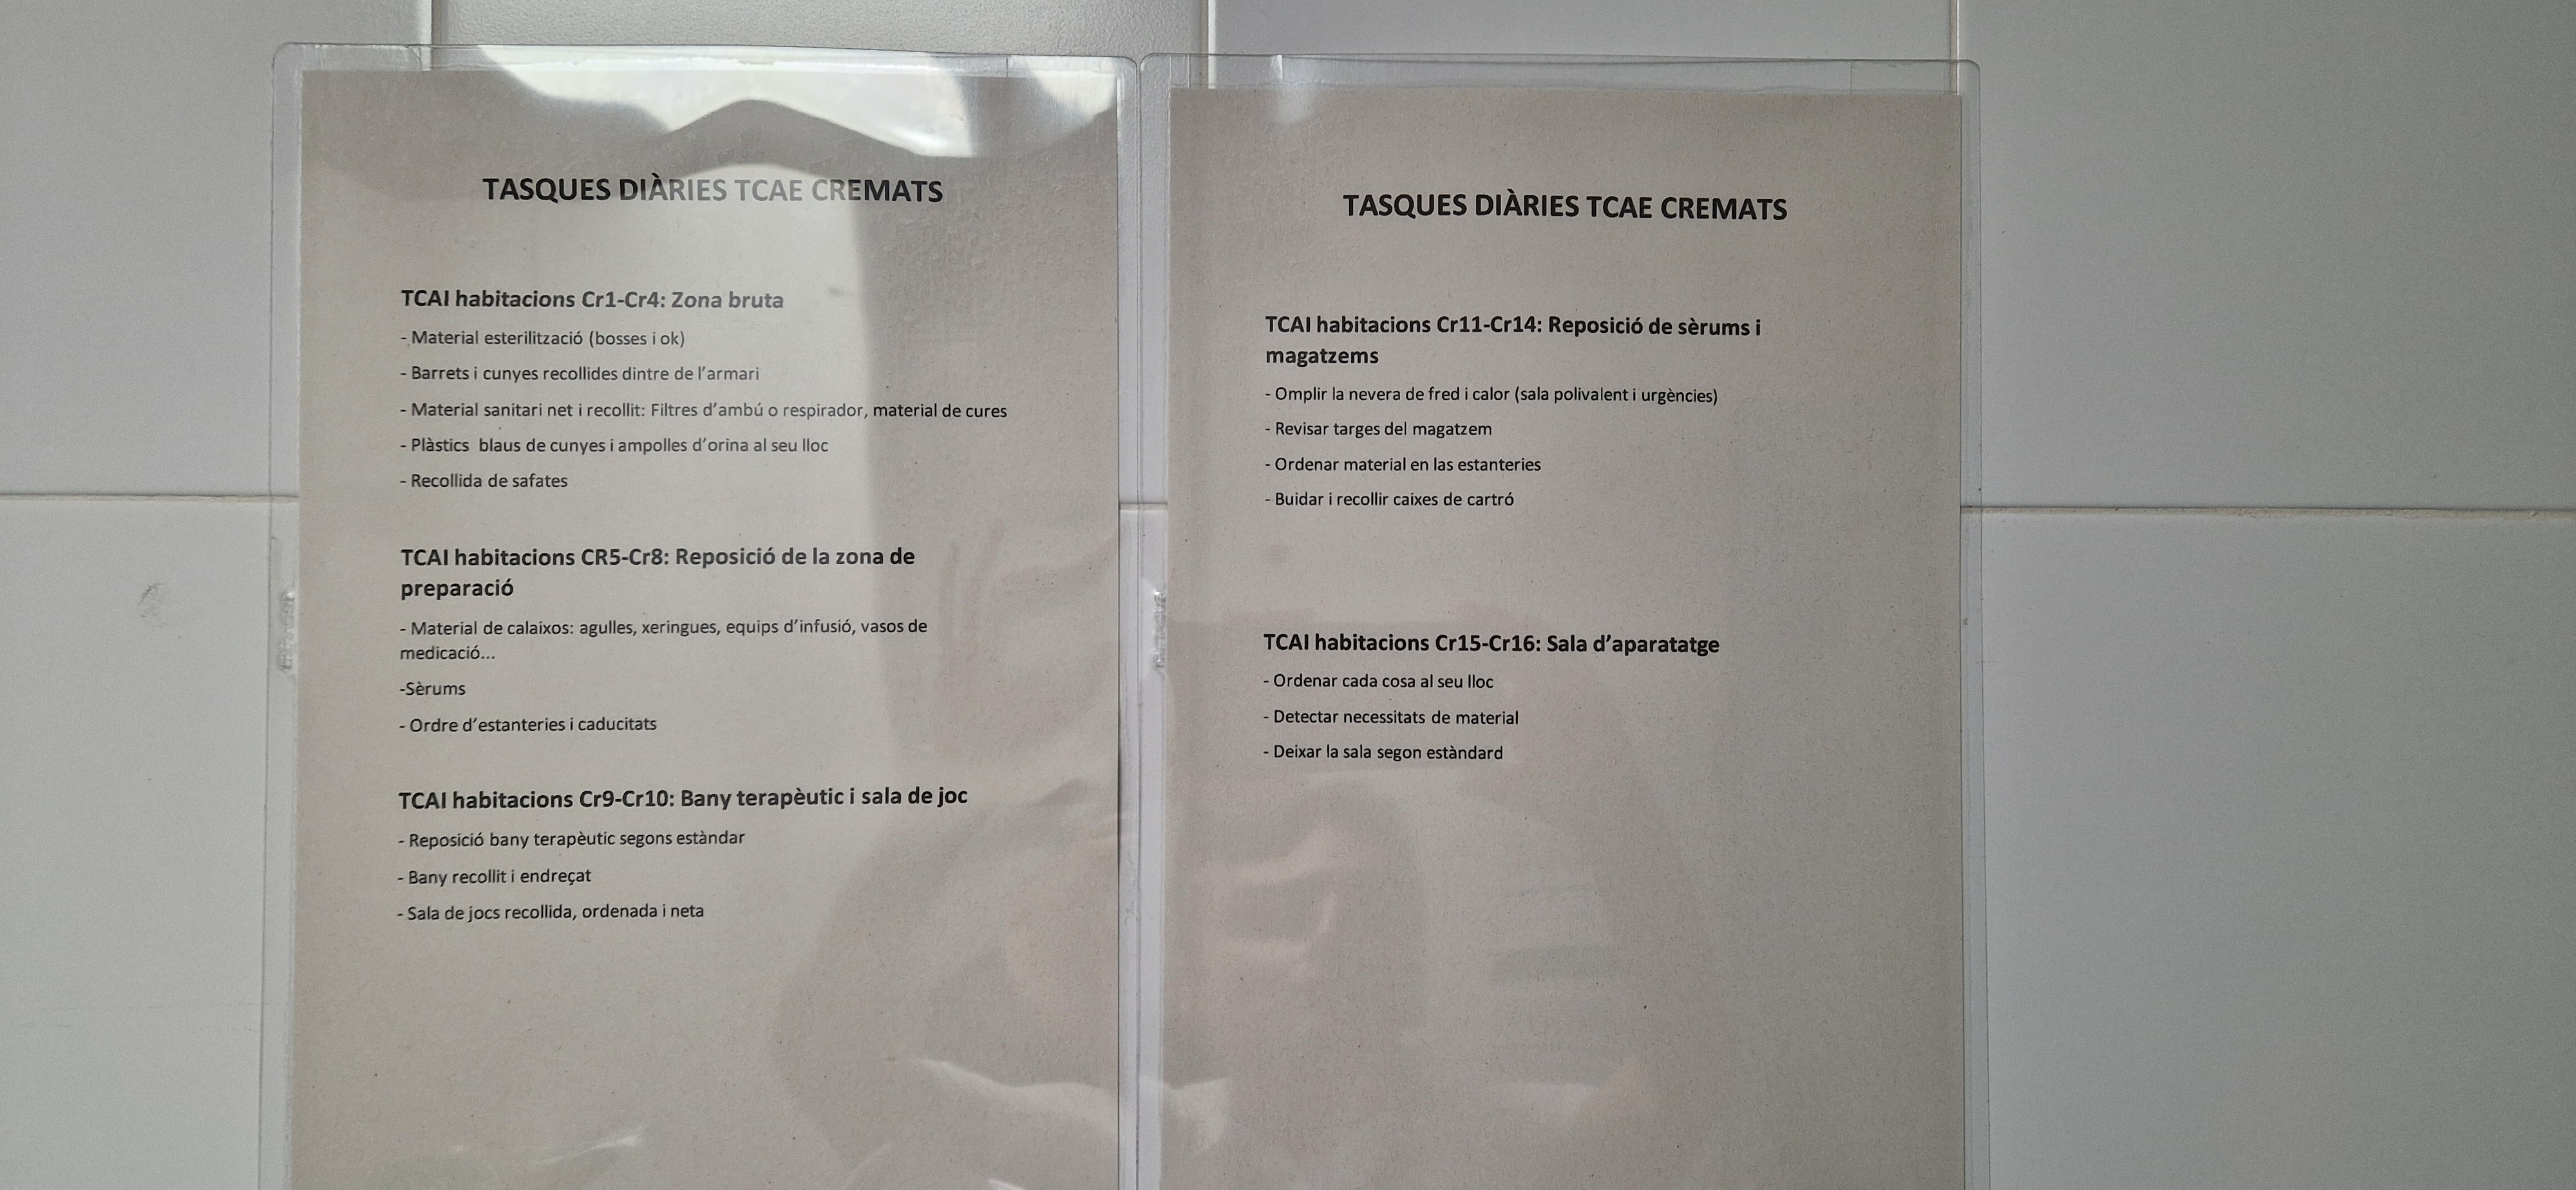 TASQUES DIÀRIES TCAE CREMATS
TCAI habitacions Cr1-Cr4: Zona bruta
- Material esterilització (bosses i ok)
- Barrets i cunyes recollides dintre de l'armari
- Material sanitari net i recollit: Filtres d'ambú o respirador, material de cures
- Plàstics  blaus de cunyes i ampolles d'orina al seu lloc
- Recollida de safates
TCAI habitacions CR5-Cr8: Reposició de la zona de
preparació
- Material de calaixos: agulles, xeringues, equips d'infusió, vasos de
medicació...
-Sèrums
- Ordre d'estanteries i caducitats
TCAI habitacions Cr9-Cr10: Bany terapèutic i sala de joc
- Reposició bany terapèutic segons estàndar
- Bany recollit i endreçat
- Sala de jocs recollida, ordenada i neta
TASQUES DIÀRIES TCAE CREMATS
TCAI habitacions Cr11-Cr14: Reposició de sèrums i
magatzems
- Omplir la nevera de fred i calor (sala polivalent i urgències)
- Revisar targes del magatzem
- Ordenar material en las estanteries
- Buidar i recollir caixes de cartró
TCAI habitacions Cr15-Cr16: Sala d'aparatatge
- Ordenar cada cosa al seu lloc
- Detectar necessitats de material
- Deixar la sala segon estàndard